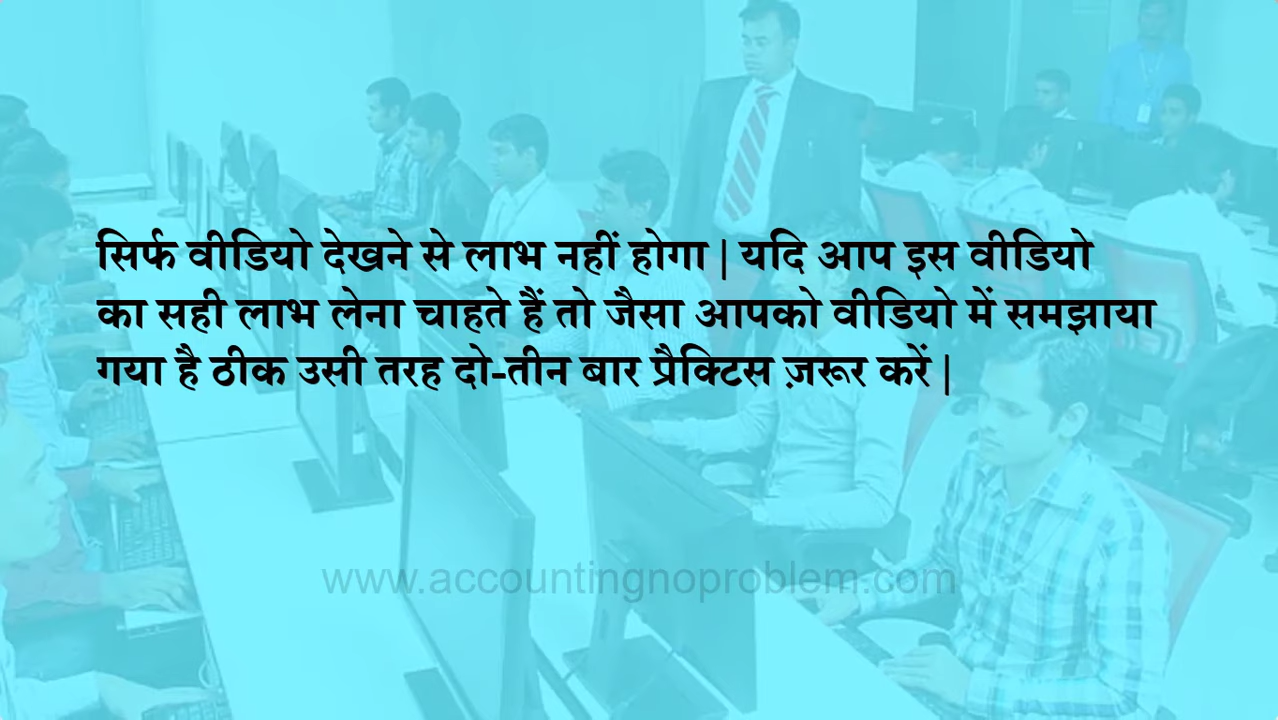 सिर्फ वीडियो देखने से लाभ नहीं होगा | यदि आप इस वीडियो
का सही लाभ लेना चाहते हैं तो जैसा आपको वीडियो में समझाया
गया है ठीक उसी तरह दो-तीन बार प्रैक्टिस ज़रूर करें |
www.accountingnoproblem.com